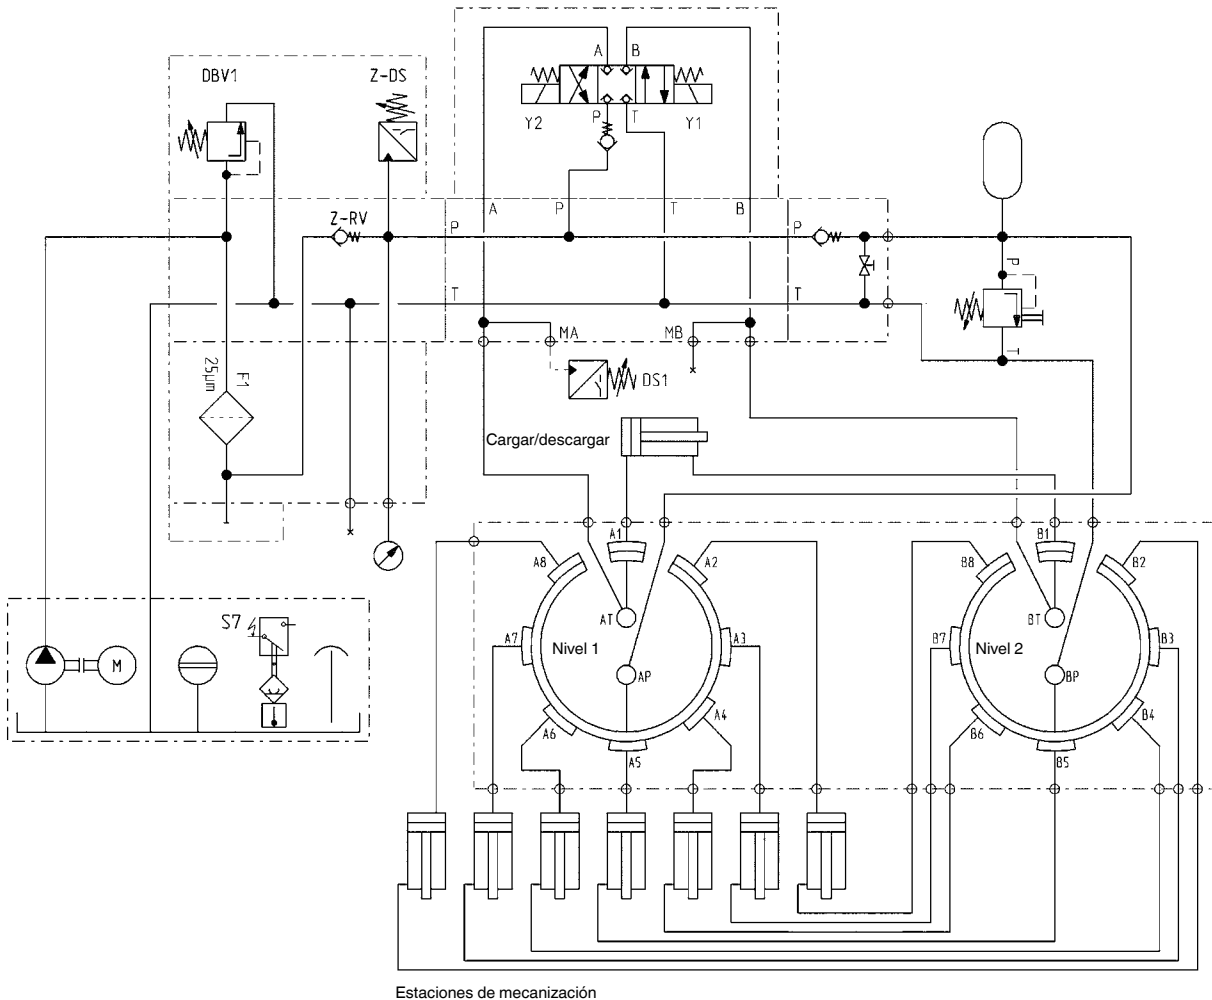 A
B
DBV1
Z-DS
P
T
Y2
Y1
A
P
T
B
Z-RV
P
P
P
T
T
T
MA
MB
DS1
25µm
F1
Cargar/descargar
A1
A8
A2
A7
A3
AT
Nivel 1
AP
A6
A4
A5
B1
B8
B2
B7
B3
BT
Nivel 2
BP
B6
B4
B5
S7
M
Estaciones de mecanización